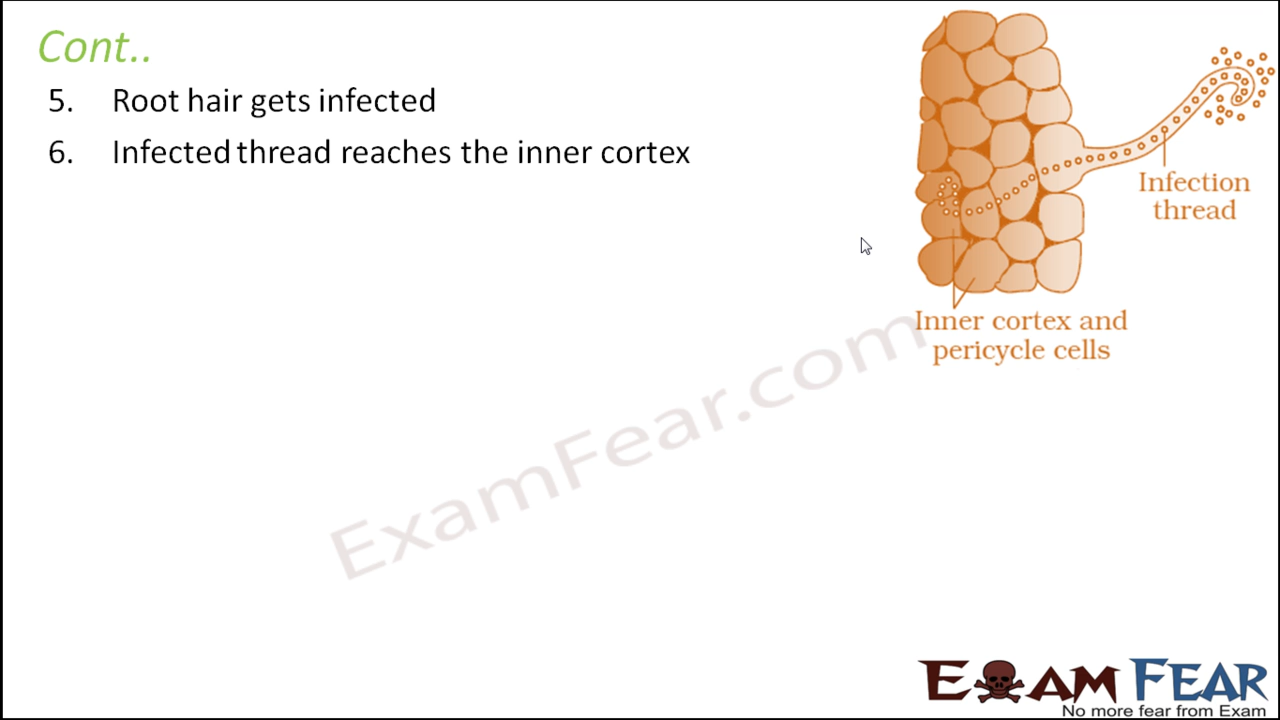 Cont..
5. Root hair gets infected
6. Infected thread reaches the inner cortex
Infection
thread
Inner cortex and
pericycle cells
ExamFear.com
EXAM FEAR
No more fear from Exam